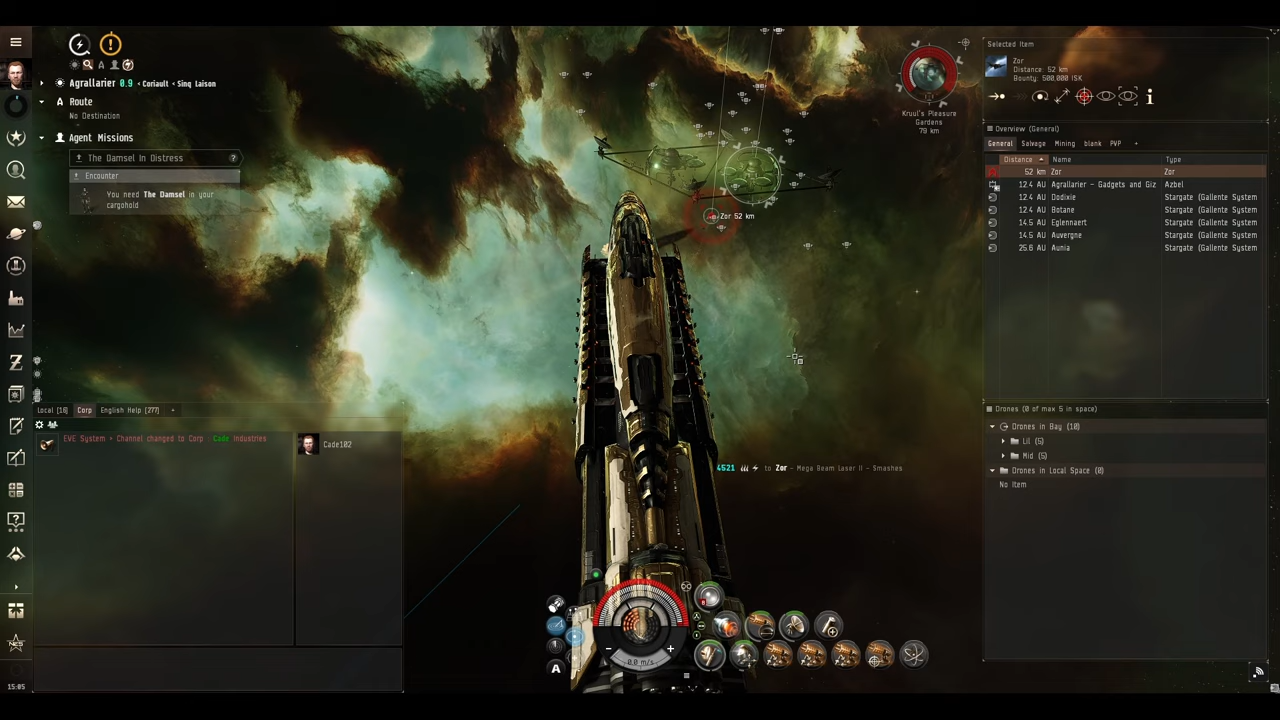 Agrallarier 0.9 < Coriault < Sinq Laison
Route
No Destination
Agent Missions
The Damsel In Distress ?
Encounter
You need The Damsel in your
cargohold
Kruul's Pleasure
Gardens
79 km
Zor 52 km
Selected Item
Zor
Distance: 52 km
Bounty: 500,000 ISK
Overview (General)
General Salvage Mining blank PVP +
Distance Name Type
52 km Zor Zor
12.4 AU Agrallarier - Gadgets and Giz Azbel
12.4 AU Dodixie Stargate (Gallente System
12.4 AU Botane Stargate (Gallente System
14.5 AU Eglennaert Stargate (Gallente System
14.5 AU Auvergne Stargate (Gallente System
25.6 AU Aunia Stargate (Gallente System
Drones (0 of max 5 in space)
Drones in Bay (10)
Lil (5)
Mid (5)
Drones in Local Space (0)
No Item
Local [16] Corp English Help [277] +
EVE System > Channel changed to Corp : Cade Industries
Cade102
4521 to Zor - Mega Beam Laser II - Smashes
0.0 m/s
A
NES
15:05